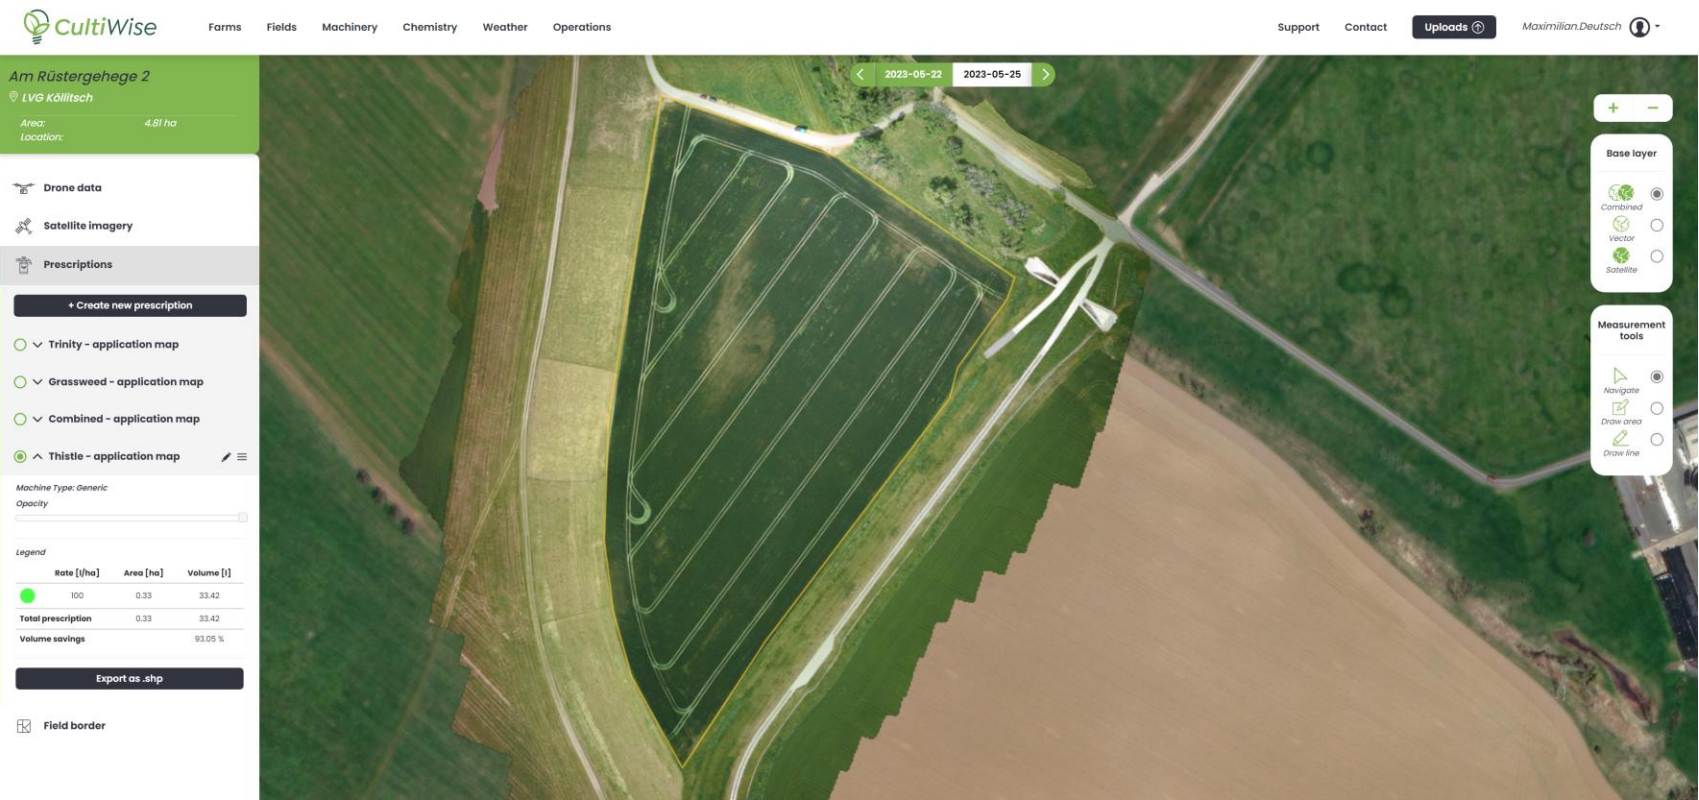 CultiWise
Farms
Fields
Machinery
Chemistry
Weather
Operations
Support
Contact
Uploads
Maximilian.Deutsch
Am Rüstergehege 2
LVG Köllitsch
Area: 4.81 ha
Location:
Drone data
Satellite imagery
Prescriptions
+ Create new prescription
Trinity - application map
Grassweed - application map
Combined - application map
Thistle - application map
Machine Type: Generic
Opacity
Legend
Rate [l/ha] Area [ha] Volume [l]
100 0.33 33.42
Total prescription 0.33 33.42
Volume savings 93.05 %
Export as .shp
Field border
2023-05-22
2023-05-25
+ −
Base layer
Combined
Vector
Satellite
Measurement
tools
Navigate
Draw area
Draw line